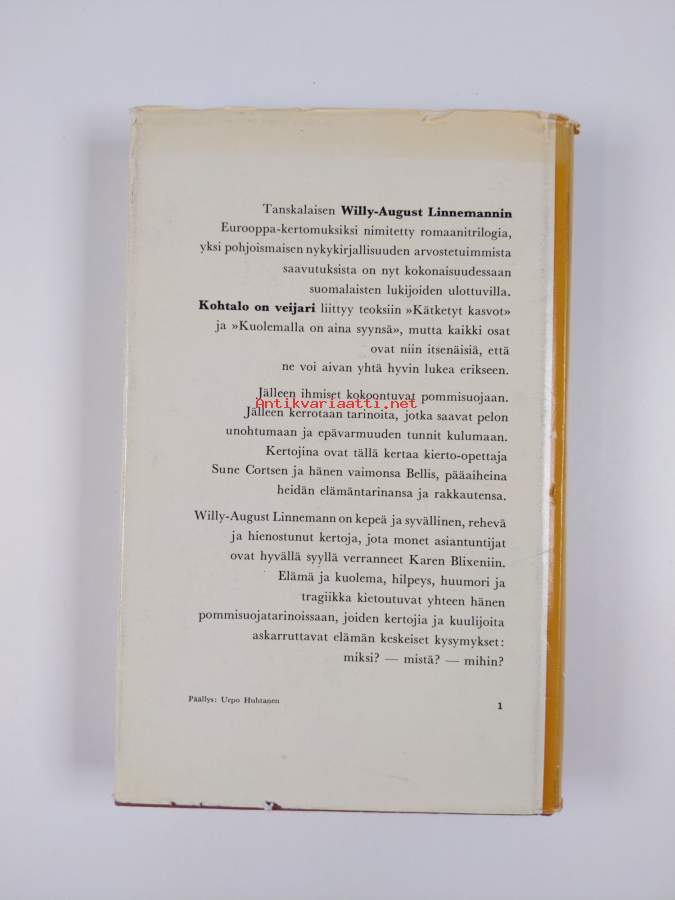 Tanskalaisen Willy-August Linnemannin
Eurooppa-kertomuksiksi nimitetty romaanitrilogia,
yksi pohjoismaisen nykykirjallisuuden arvostetuimmista
saavutuksista on nyt kokonaisuudessaan
suomalaisten lukijoiden ulottuvilla.
Kohtalo on veijari liittyy teoksiin »Kätketyt kasvot»
ja »Kuolemalla on aina syynsä», mutta kaikki osat
ovat niin itsenäisiä, että
ne voi aivan yhtä hyvin lukea erikseen.
Jälleen ihmiset kokoontuvat pommisuojaan.
Antikvariaatti.net
Jälleen kerrotaan tarinoita, jotka saavat pelon
unohtumaan ja epävarmuuden tunnit kulumaan.
Kertojina ovat tällä kertaa kierto-opettaja
Sune Cortsen ja hänen vaimonsa Bellis, pääaiheina
heidän elämäntarinansa ja rakkautensa.
Willy-August Linnemann on kepeä ja syvällinen, rehevä
ja hienostunut kertoja, jota monet asiantuntijat
ovat hyvällä syyllä verranneet Karen Blixeniin.
Elämä ja kuolema, hilpeys, huumori ja
tragiikka kietoutuvat yhteen hänen
pommisuojatarinoissaan, joiden kertojia ja kuulijoita
askarruttavat elämän keskeiset kysymykset:
miksi? — mistä? — mihin?
Päällys: Urpo Huhtanen
1